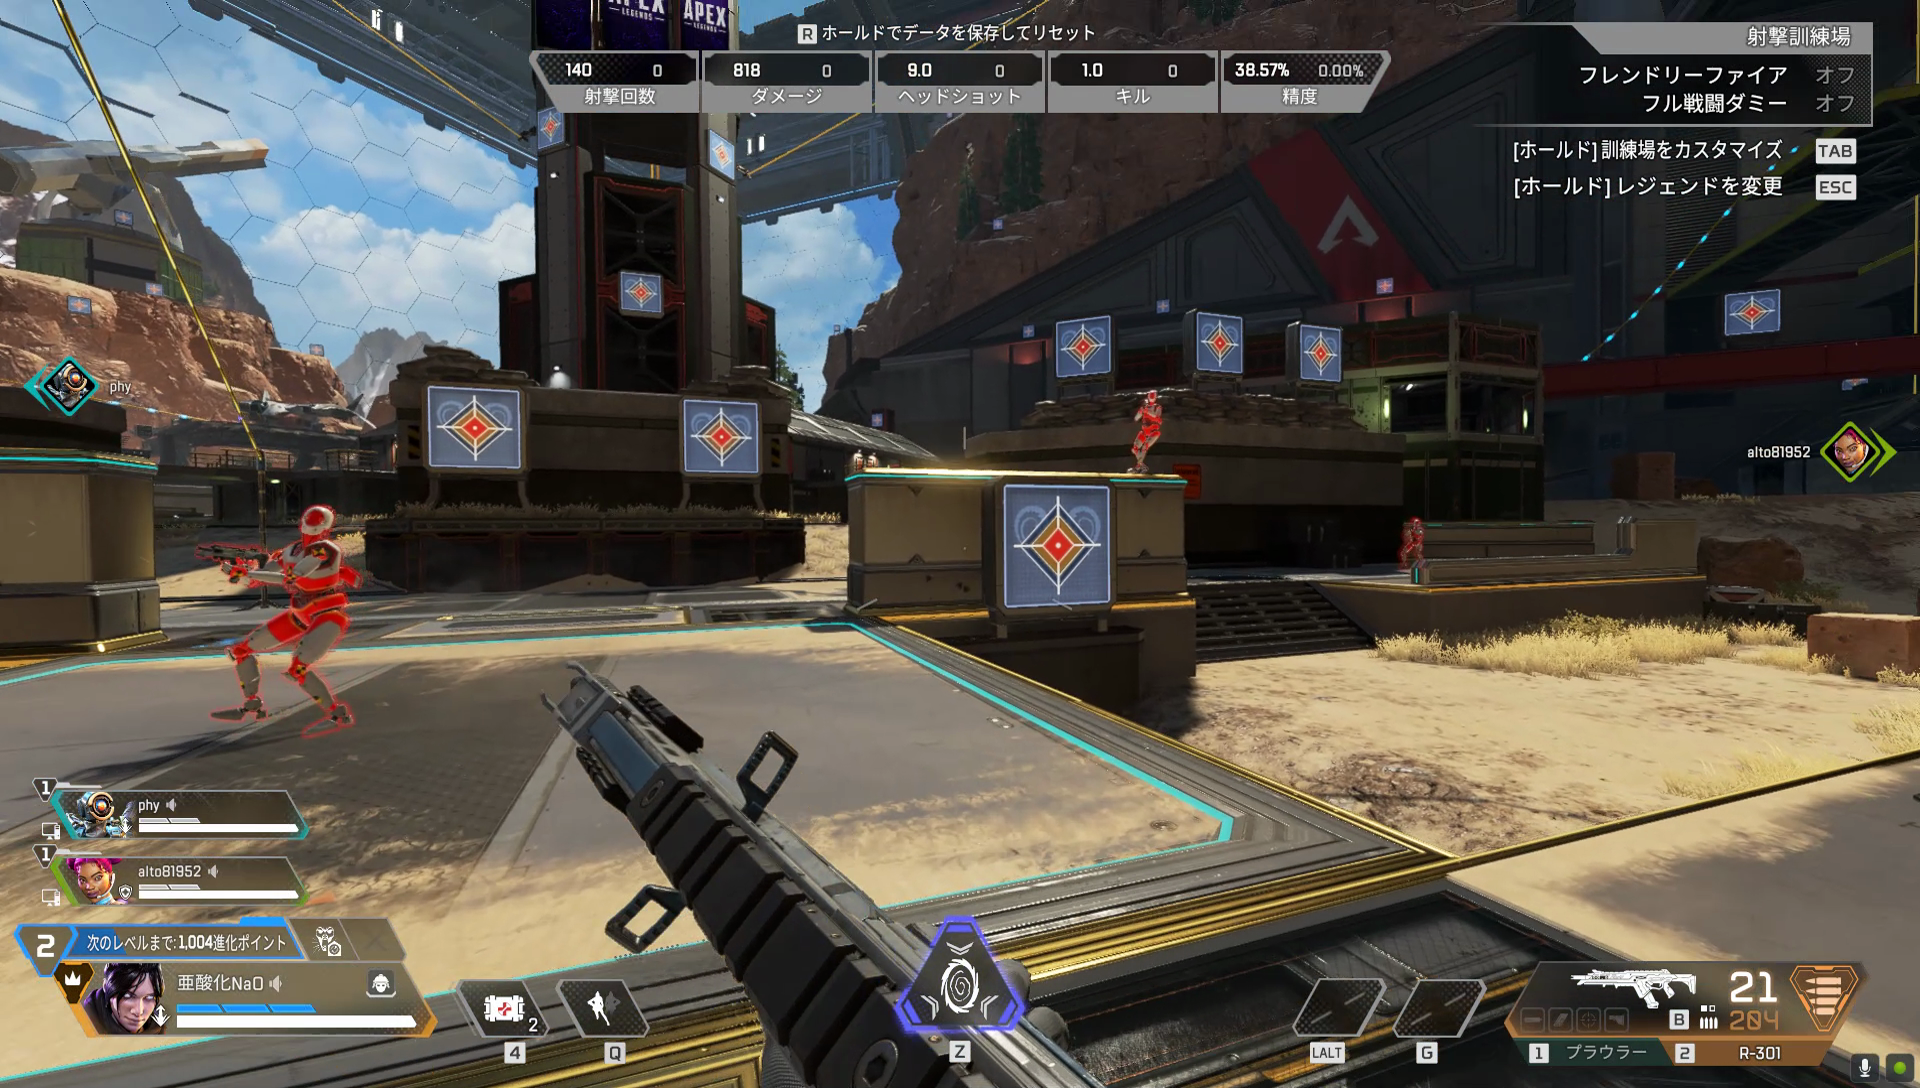 APEX
LEGENDS
APEX
LEGENDS
R ホールドでデータを保存してリセット
140 0
射撃回数
818 0
ダメージ
9.0 0
ヘッドショット
1.0 0
キル
38.57% 0.00%
精度
射撃訓練場
フレンドリーファイア オフ
フル戦闘ダミー オフ
[ホールド]訓練場をカスタマイズ TAB
[ホールド]レジェンドを変更 ESC
phy
alto81952
1
phy
1
alto81952
2 次のレベルまで:1,004進化ポイント
亜酸化NaO
2
4
Q
Z
LALT
G
21
B 204
1 プラウラー 2 R-301